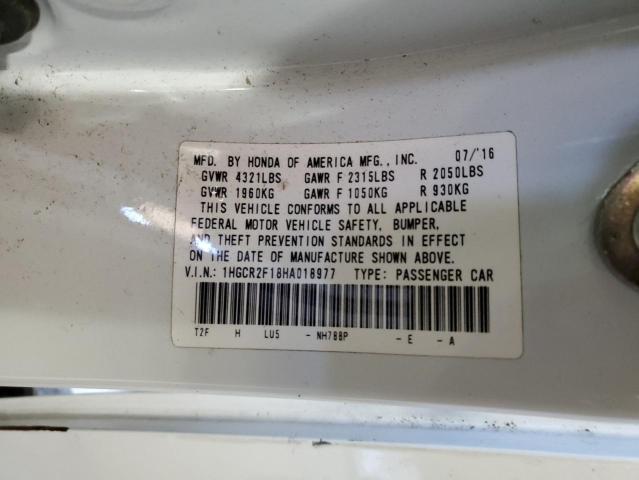 MFD. BY HONDA OF AMERICA MFG., INC. 07/'16
GVWR 4321LBS GAWR F 2315LBS R 2050LBS
GVWR 1960KG GAWR F 1050KG R 930KG
THIS VEHICLE CONFORMS TO ALL APPLICABLE
FEDERAL MOTOR VEHICLE SAFETY, BUMPER,
AND THEFT PREVENTION STANDARDS IN EFFECT
ON THE DATE OF MANUFACTURE SHOWN ABOVE.
V.I.N.: 1HGCR2F18HA016977 TYPE: PASSENGER CAR
T2F H LU5 - NH788P - E - A